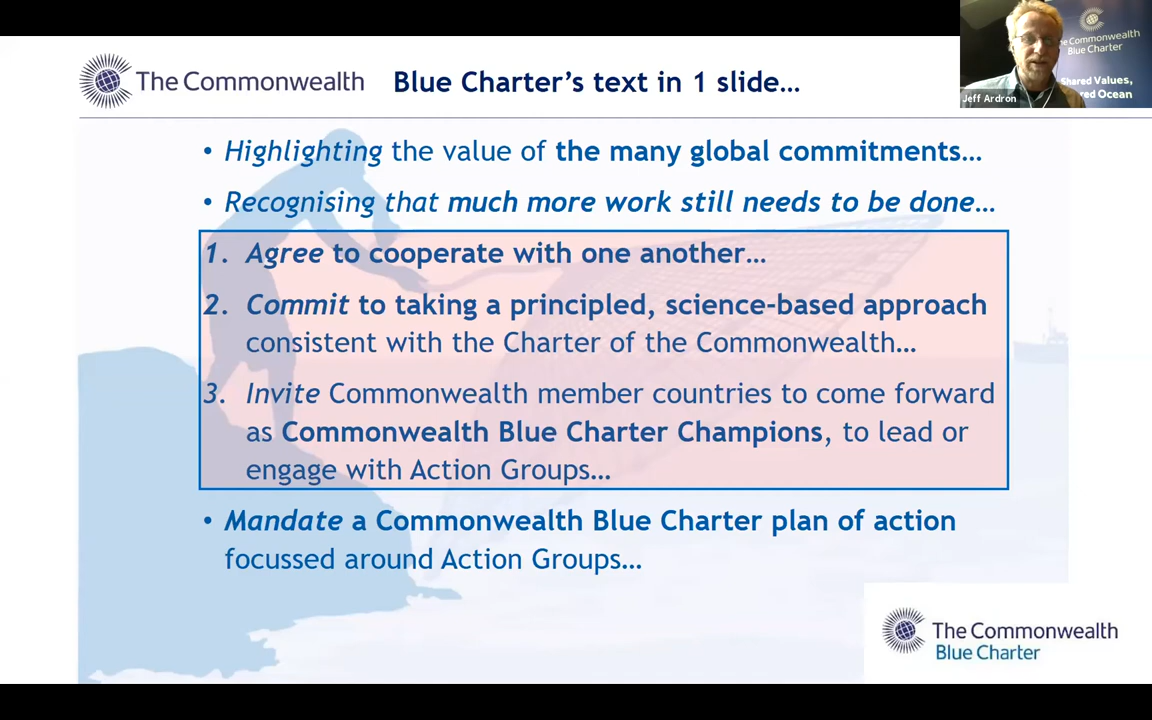 The Commonwealth
Blue Charter's text in 1 slide...
The Commonwealth
Blue Charter
Shared Values,
red Ocean
Jeff Ardron
• Highlighting the value of the many global commitments...
• Recognising that much more work still needs to be done...
1. Agree to cooperate with one another...
2. Commit to taking a principled, science-based approach
consistent with the Charter of the Commonwealth...
3. Invite Commonwealth member countries to come forward
as Commonwealth Blue Charter Champions, to lead or
engage with Action Groups...
• Mandate a Commonwealth Blue Charter plan of action
focussed around Action Groups...
The Commonwealth
Blue Charter